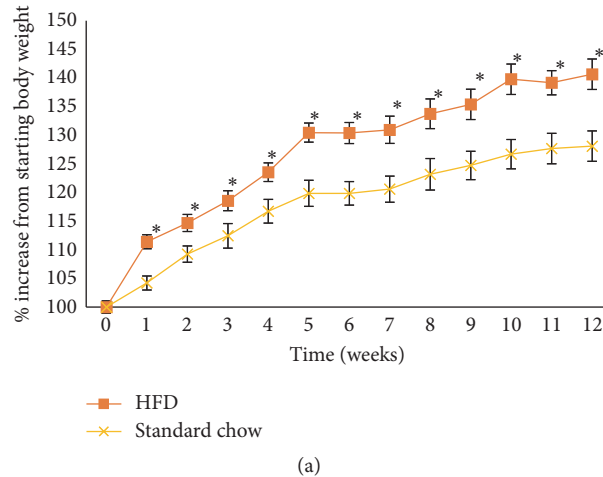 % increase from starting body weight
150
145
140
135
130
125
120
115
110
105
100
* * * * * * * * * * * *
0 1 2 3 4 5 6 7 8 9 10 11 12
Time (weeks)
HFD
Standard chow
(a)